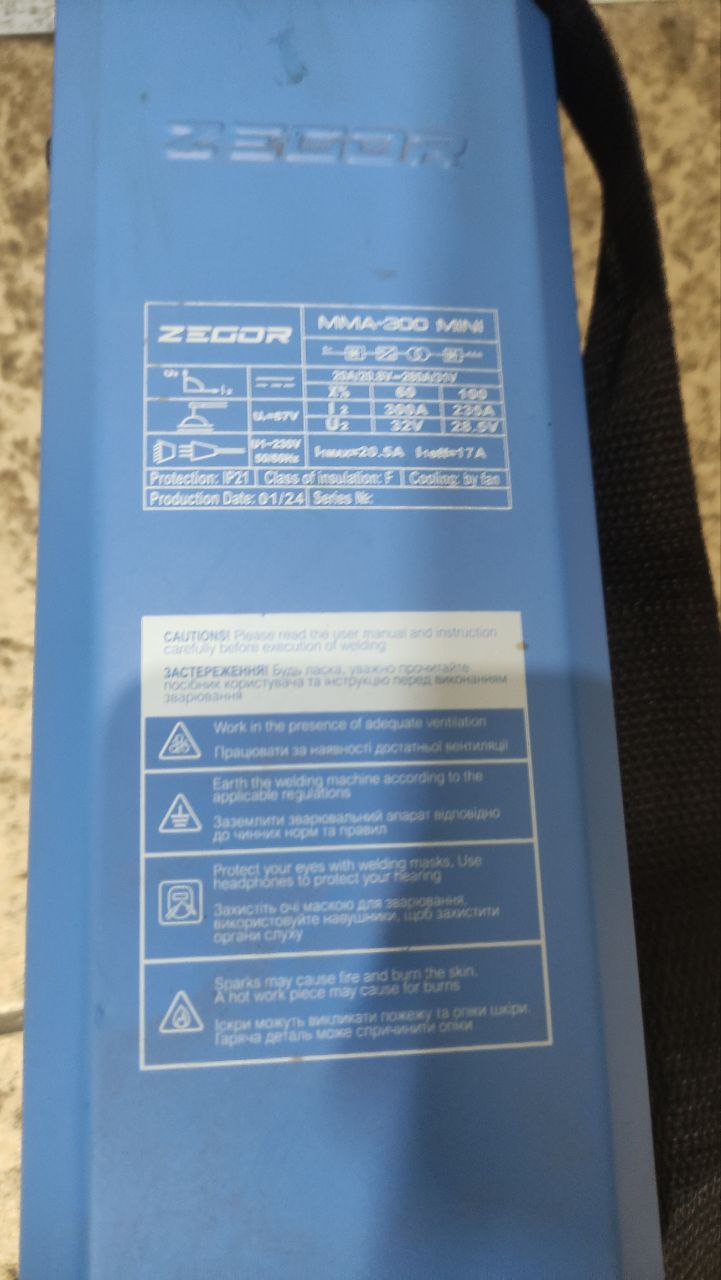 ZEGOR
ZEGOR
MMA-300 MINI
X% 60 100
I2 300A 235A
U₀=67V
U2 32V 28.5V
U1~230V
50/60Hz
I1eff=17A
Protection: IP21 Class of insulation: F Cooling: by fan
Production Date: 01/24 Series №:
CAUTIONS! Please read the user manual and instruction
carefully before execution of welding
ЗАСТЕРЕЖЕННЯ! Будь ласка, уважно прочитайте
посібник користувача та інструкцію перед виконанням
зварювання
Work in the presence of adequate ventilation
Працювати за наявності достатньої вентиляції
Earth the welding machine according to the
applicable regulations
Заземлити зварювальний апарат відповідно
до чинних норм та правил
Protect your eyes with welding masks. Use
headphones to protect your hearing
Захистіть очі маскою для зварювання,
використовуйте навушники, щоб захистити
органи слуху
Sparks may cause fire and burn the skin.
A hot work piece may cause for burns
Іскри можуть викликати пожежу та опіки шкіри.
Гаряча деталь може спричинити опіки